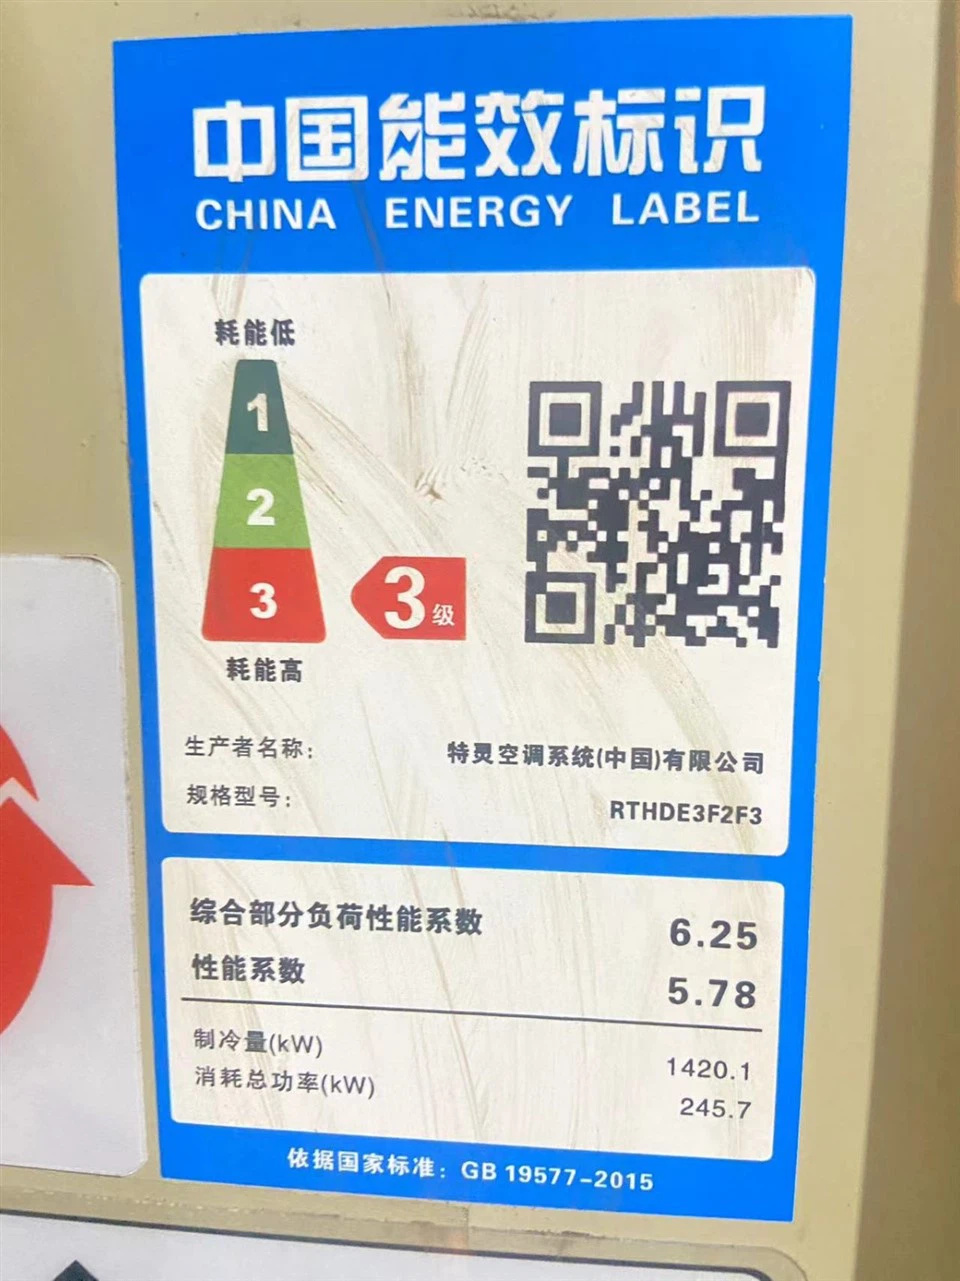 中国能效标识
CHINA ENERGY LABEL
耗能低
1
2
3
3级
耗能高
生产者名称: 特灵空调系统(中国)有限公司
规格型号: RTHDE3F2F3
综合部分负荷性能系数 6.25
性能系数 5.78
制冷量(kW) 1420.1
消耗总功率(kW) 245.7
依据国家标准: GB 19577-2015